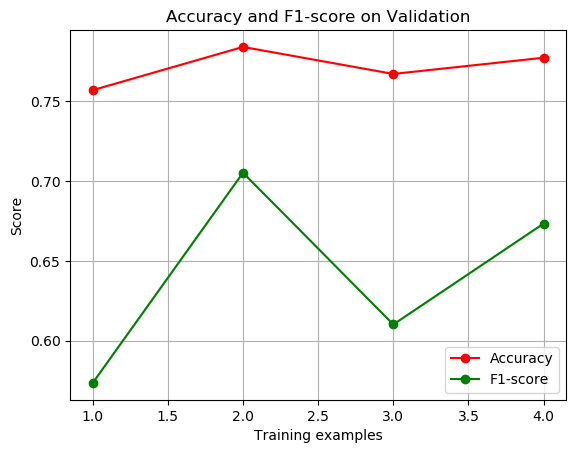 Accuracy and F1-score on Validation
Score
0.75
0.70
0.65
0.60
1.0 1.5 2.0 2.5 3.0 3.5 4.0
Training examples
Accuracy
F1-score